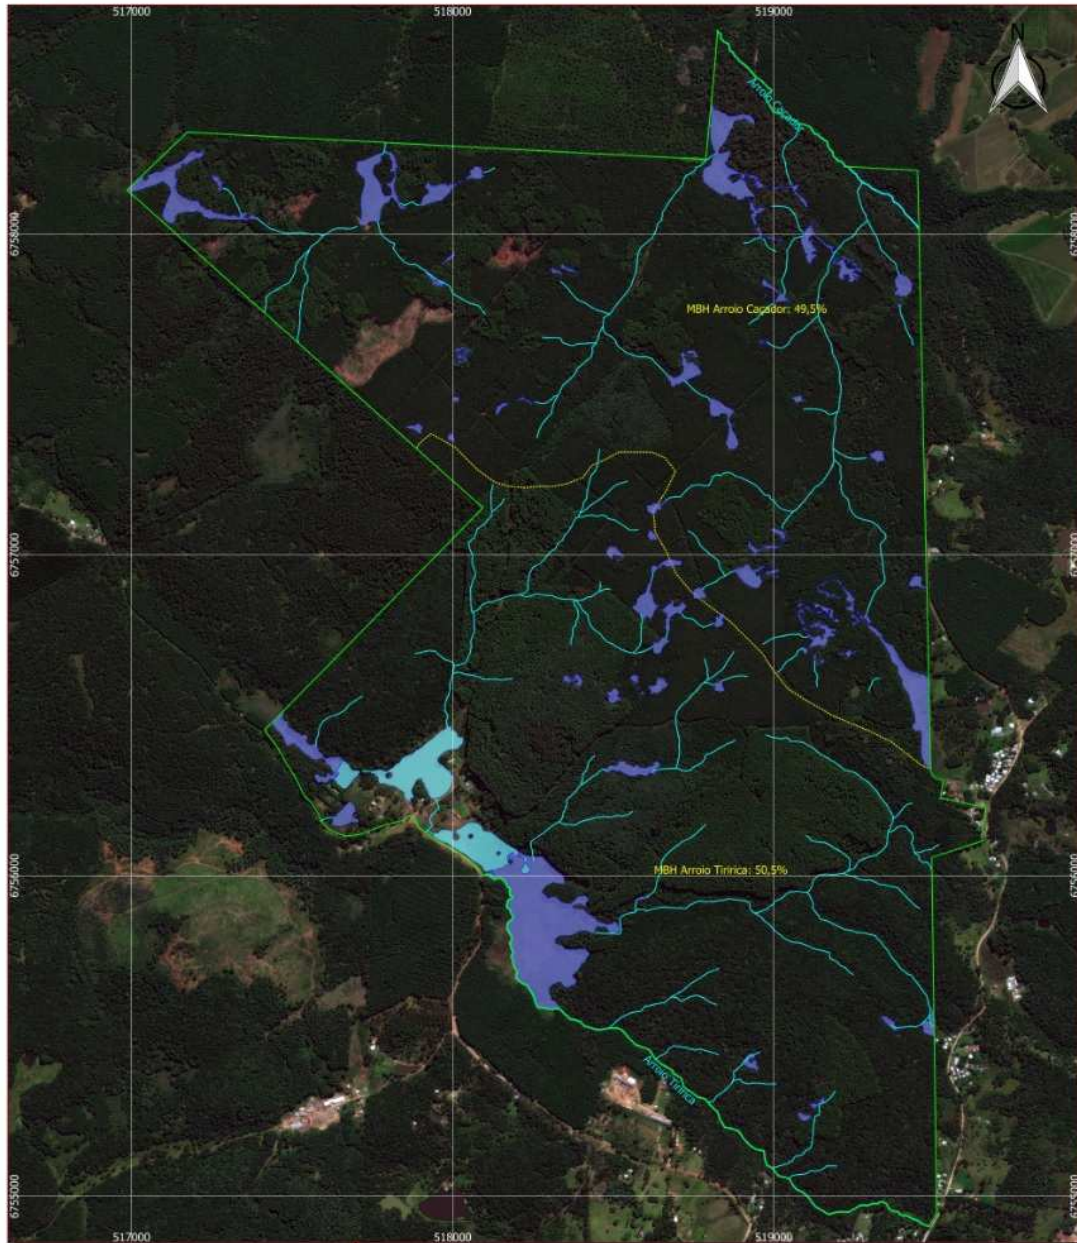 517000 518000 519000
N
Arroio Caçador
6758000 6758000
MBH Arroio Caçador: 49,5%
6757000 6757000
MBH Arroio Tiririca: 50,5%
6756000 6756000
Arroio Tiririca
6755000 6755000
517000 518000 519000